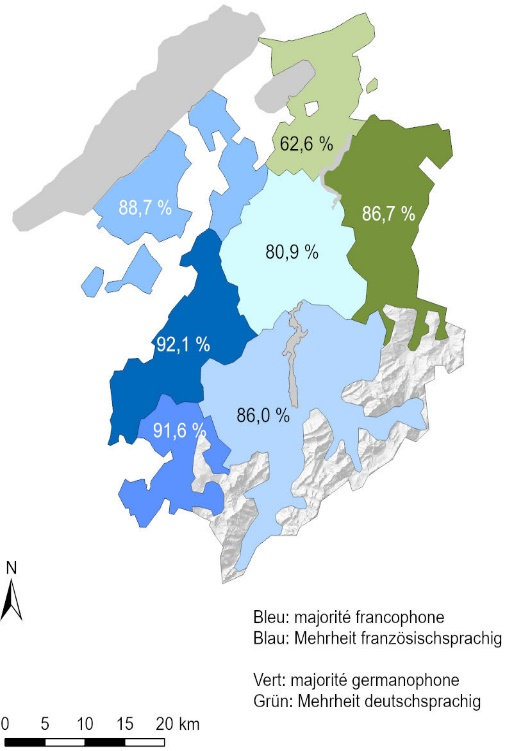 62,6 %
88,7 %
86,7 %
80,9 %
92,1 %
86,0 %
91,6 %
N
Bleu: majorité francophone
Blau: Mehrheit französischsprachig
Vert: majorité germanophone
Grün: Mehrheit deutschsprachig
0 5 10 15 20 km